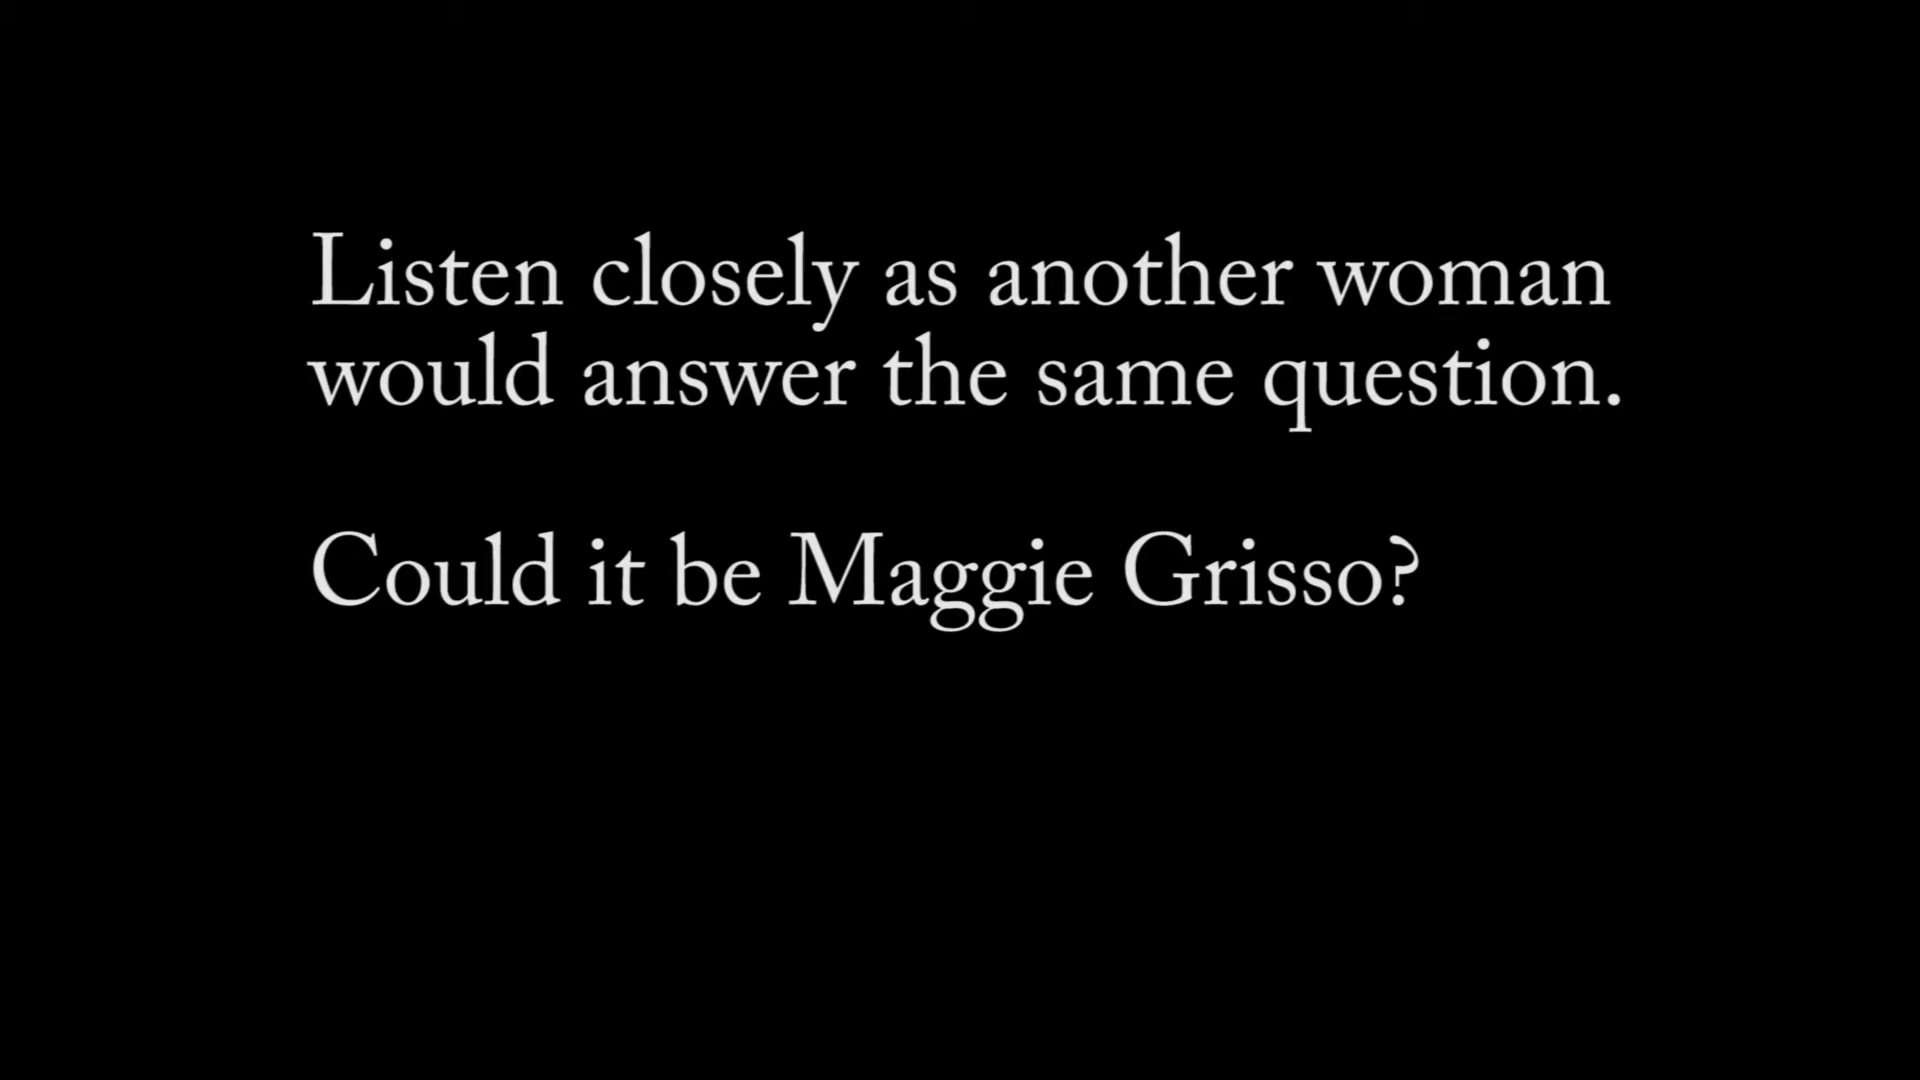 Listen closely as another woman
would answer the same question.
Could it be Maggie Grisso?